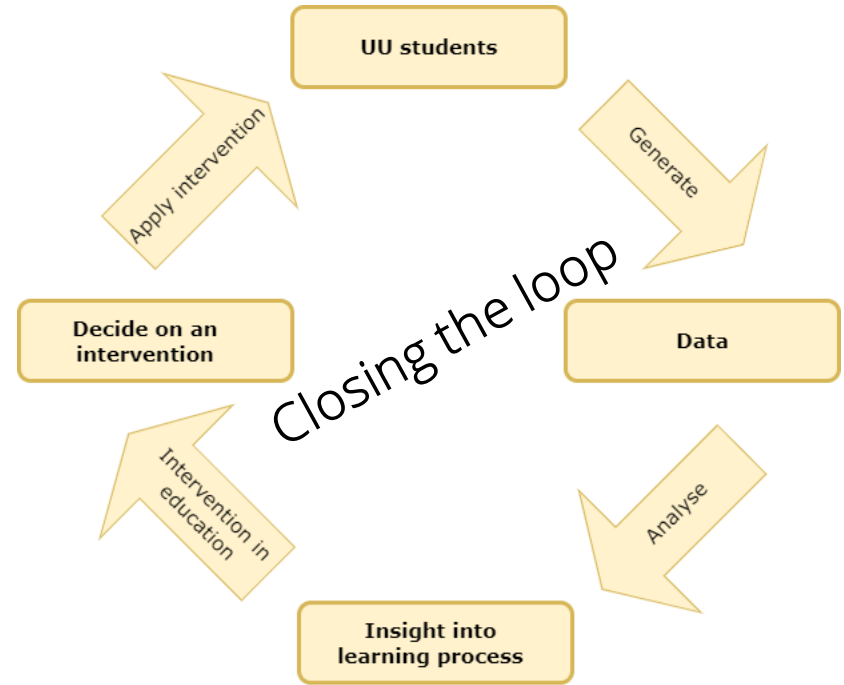 UU students
Generate
Data
Analyse
Insight into
learning process
Intervention in
education
Decide on an
intervention
Apply intervention
Closing the loop